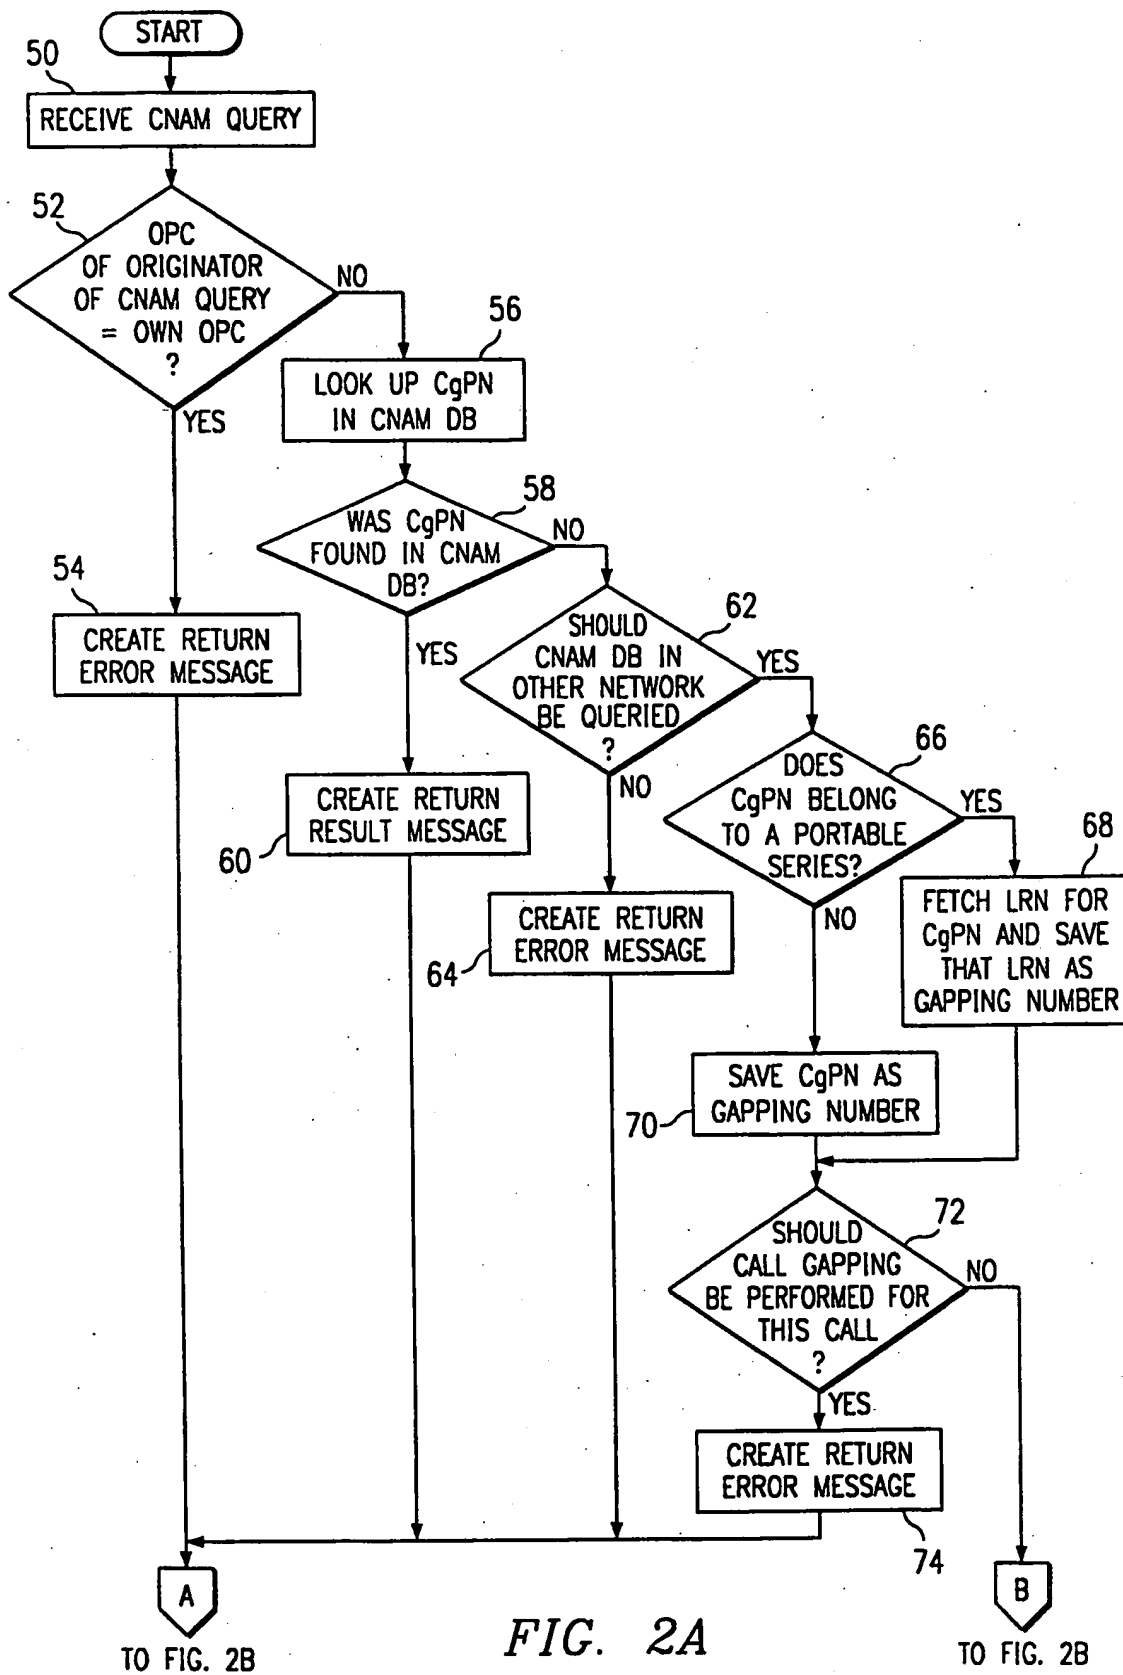 START
50
RECEIVE CNAM QUERY
52
OPC
OF ORIGINATOR
OF CNAM QUERY
= OWN OPC
?
NO
YES
56
LOOK UP CgPN
IN CNAM DB
58
WAS CgPN
FOUND IN CNAM
DB?
NO
YES
54
CREATE RETURN
ERROR MESSAGE
62
SHOULD
CNAM DB IN
OTHER NETWORK
BE QUERIED
?
YES
NO
CREATE RETURN
RESULT MESSAGE
60
66
DOES
CgPN BELONG
TO A PORTABLE
SERIES?
YES
NO
68
FETCH LRN FOR
CgPN AND SAVE
THAT LRN AS
GAPPING NUMBER
CREATE RETURN
ERROR MESSAGE
64
SAVE CgPN AS
GAPPING NUMBER
70
72
SHOULD
CALL GAPPING
BE PERFORMED FOR
THIS CALL
?
NO
YES
CREATE RETURN
ERROR MESSAGE
74
A
TO FIG. 2B
B
TO FIG. 2B
FIG. 2A